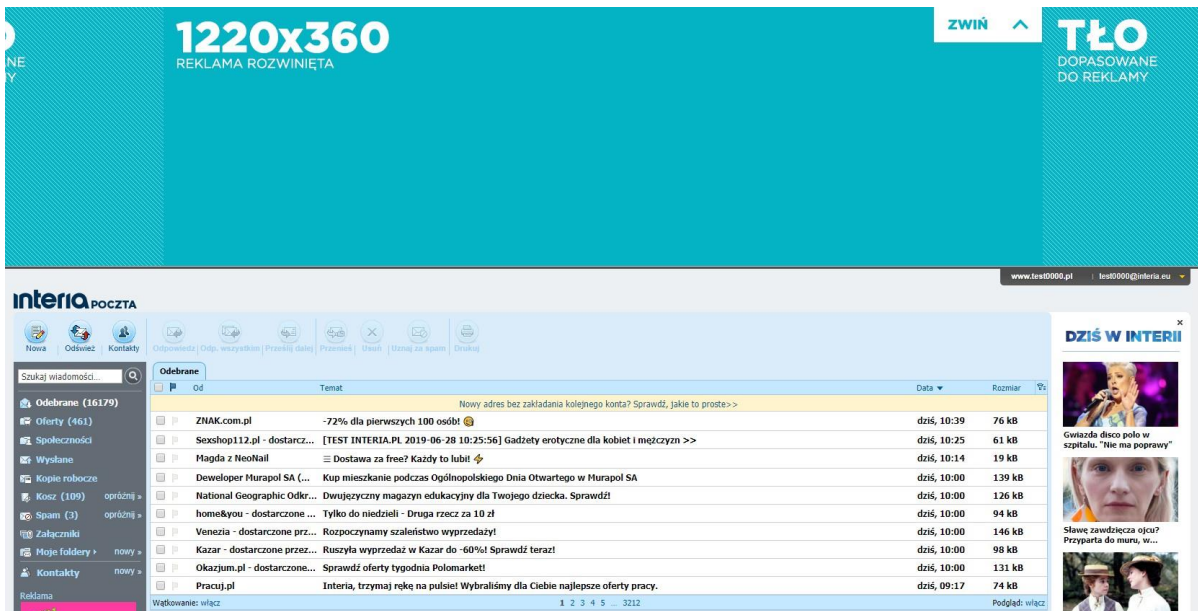 O
NE
Y
1220x360
REKLAMA ROZWINIĘTA
ZWIŃ
TŁO
DOPASOWANE
DO REKLAMY
www.test0000.pl | test0000@interia.eu
interia POCZTA
Nowa | Odśwież | Kontakty
Odpowiedz | Odp. wszystkim | Prześlij dalej | Przenieś | Usuń | Uznaj za spam | Drukuj
x
DZIŚ W INTERII
Szukaj wiadomości...
Odebrane
Od Temat Data Rozmiar
Nowy adres bez zakładania kolejnego konta? Sprawdź, jakie to proste>>
Odebrane (16179)
Oferty (461)
Społeczności
Wysłane
Kopie robocze
Kosz (109) opróżnij »
Spam (3) opróżnij »
Załączniki
Moje foldery nowy »
Kontakty nowy »
Reklama
ZNAK.com.pl -72% dla pierwszych 100 osób! dziś, 10:39 76 kB
Sexshop112.pl - dostarcz... [TEST INTERIA.PL 2019-06-28 10:25:56] Gadżety erotyczne dla kobiet i mężczyzn >> dziś, 10:25 61 kB
Magda z NeoNail Dostawa za free? Każdy to lubi! dziś, 10:14 19 kB
Deweloper Murapol SA (... Kup mieszkanie podczas Ogólnopolskiego Dnia Otwartego w Murapol SA dziś, 10:00 139 kB
National Geographic Odkr... Dwujęzyczny magazyn edukacyjny dla Twojego dziecka. Sprawdź! dziś, 10:00 126 kB
home&you - dostarczone ... Tylko do niedzieli - Druga rzecz za 10 zł dziś, 10:00 94 kB
Venezia - dostarczone prz... Rozpoczynamy szaleństwo wyprzedaży! dziś, 10:00 146 kB
Kazar - dostarczone przez... Ruszyła wyprzedaż w Kazar do -60%! Sprawdź teraz! dziś, 10:00 98 kB
Okazjum.pl - dostarczone... Sprawdź oferty tygodnia Polomarket! dziś, 10:00 131 kB
Pracuj.pl Interia, trzymaj rękę na pulsie! Wybraliśmy dla Ciebie najlepsze oferty pracy. dziś, 09:17 74 kB
Wątkowanie: włącz 1 2 3 4 5 ... 3212 Podgląd: włącz
Gwiazda disco polo w
szpitalu. "Nie ma poprawy"
Sławę zawdzięcza ojcu?
Przyparta do muru, w...